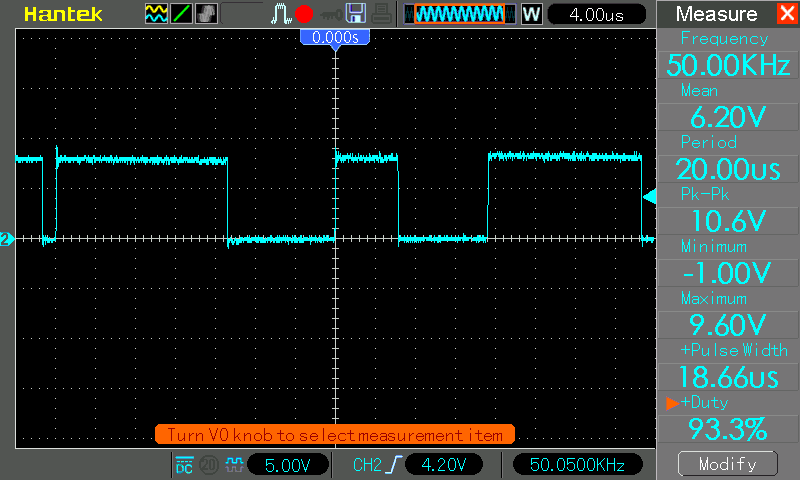 Hantek
W
4.00us
Measure
X
0.000s
Frequency
50.00KHz
Mean
6.20V
Period
20.00us
Pk-Pk
10.6V
Minimum
-1.00V
Maximum
9.60V
+Pulse Width
18.66us
+Duty
93.3%
2
Turn V0 knob to select measurement item
DC
20
5.00V
CH2
4.20V
50.0500KHz
Modify